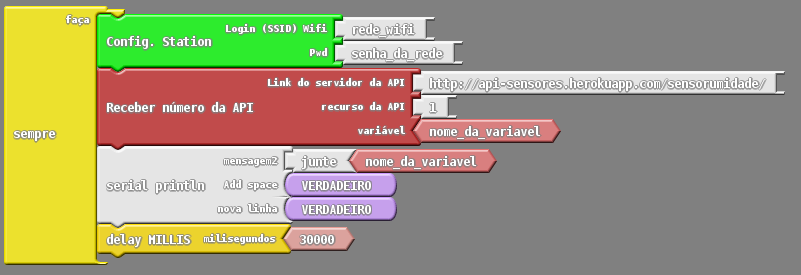 faça
Login (SSID) Wifi rede_wifi
Config. Station
Pwd senha_da_rede
Link do servidor da API http://api-sensores.herokuapp.com/sensorumidade/
Receber número da API recurso da API 1
variável nome_da_variavel
sempre
mensagem2 junte nome_da_variavel
serial println Add space VERDADEIRO
nova linha VERDADEIRO
delay MILLIS milisegundos 30000